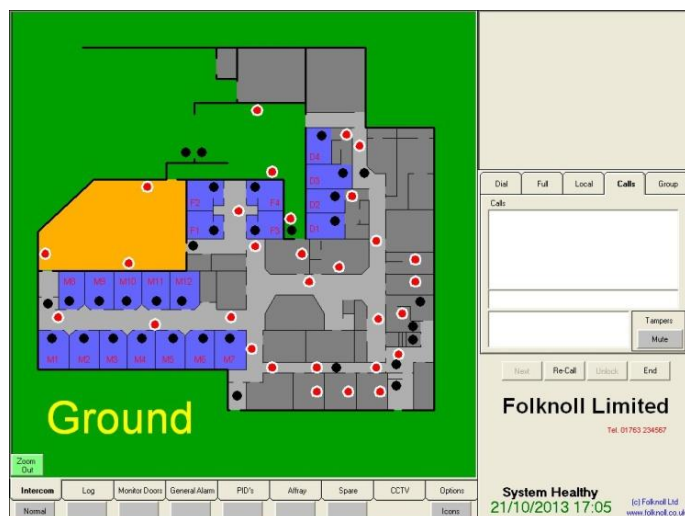 D4
D3
D2
D1
F2
F4
F1
F3
M8
M9
M10
M11
M12
M1
M2
M3
M4
M5
M6
M7
Ground
Zoom Out
Intercom
Log
Monitor Doors
General Alarm
PID's
Affray
Spare
CCTV
Options
Normal
Icons
Dial
Full
Local
Calls
Group
Calls
Tampers
Mute
Next
Re-Call
Unlock
End
Folknoll Limited
Tel. 01763 234567
System Healthy
21/10/2013 17:05
(c) Folknoll Ltd
www.folknoll.co.uk